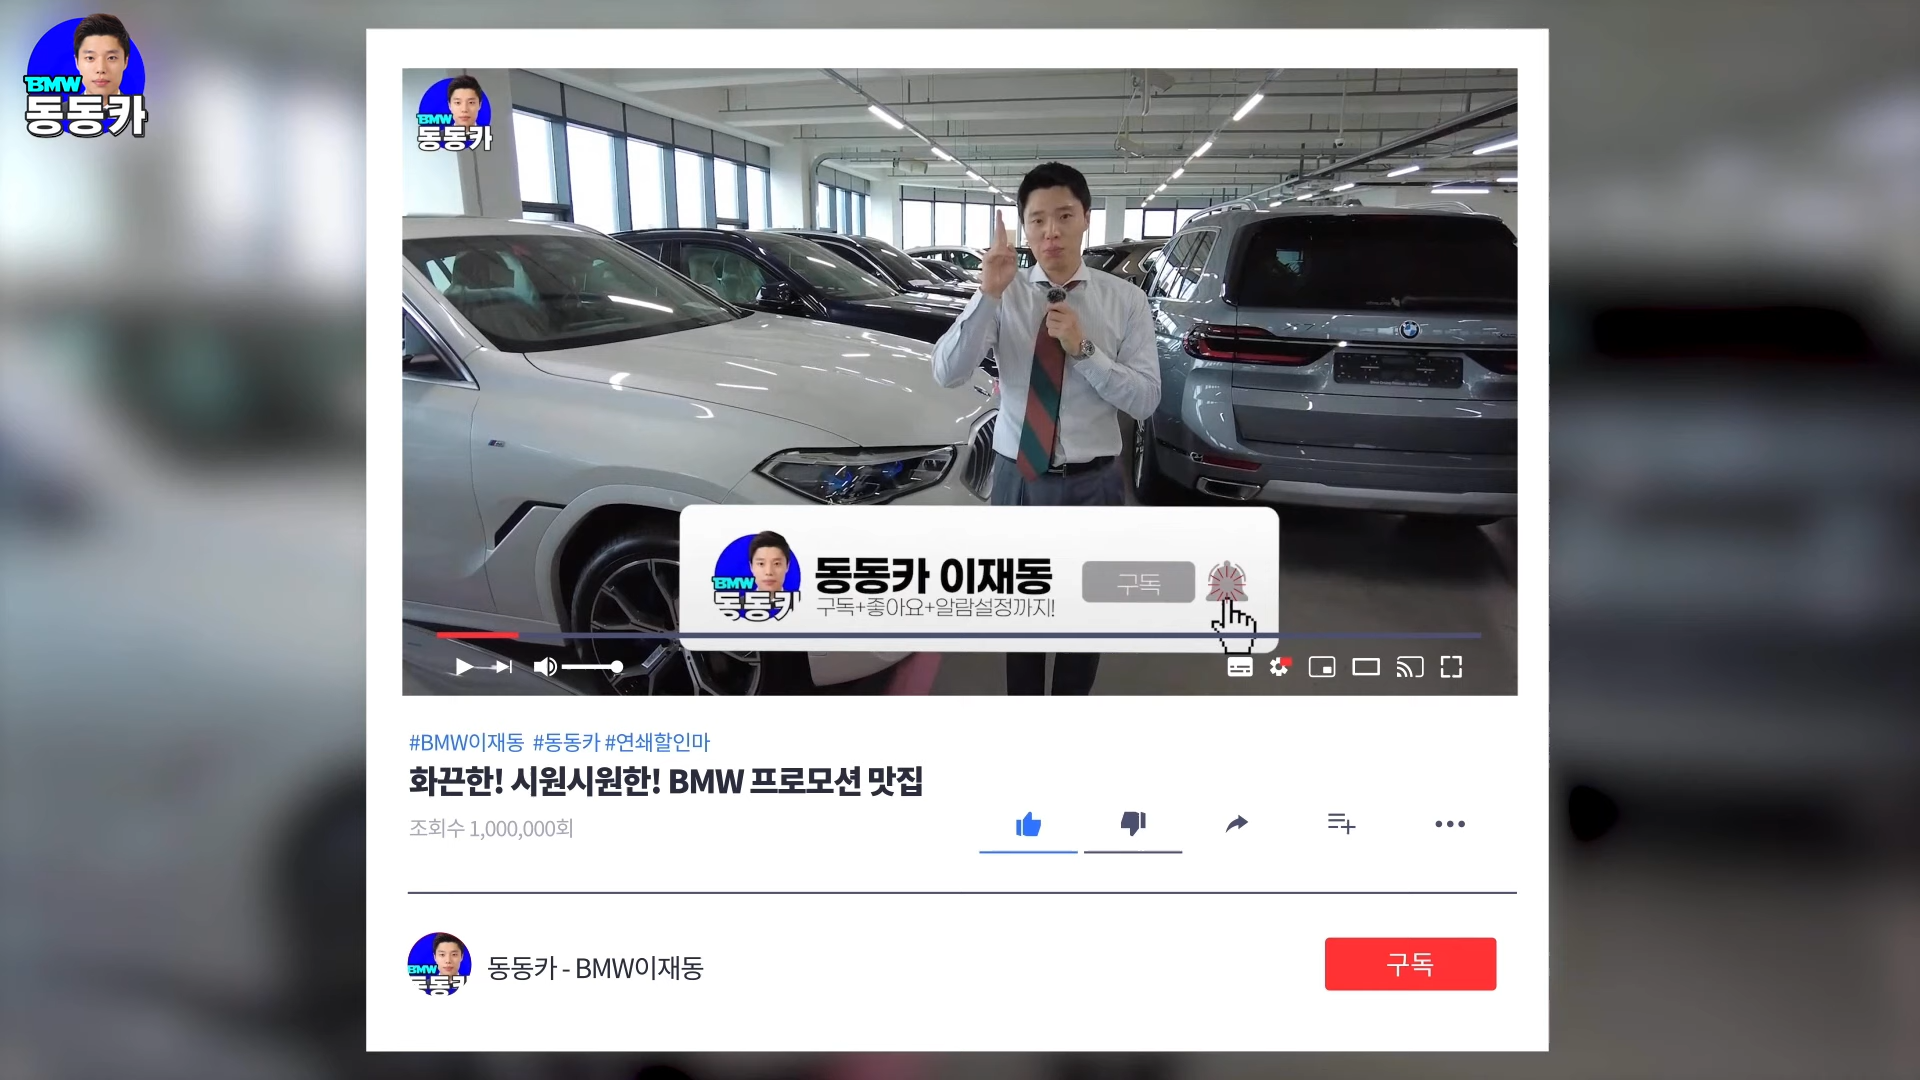 BMW
동동카
BMW
동동카
BMW
동동카
동동카 이재동
구독
구독+좋아요+알람설정까지!
#BMW이재동 #동동카 #연쇄할인마
화끈한! 시원시원한! BMW 프로모션 맛집
조회수 1,000,000회
BMW
동동카
동동카 - BMW이재동
구독